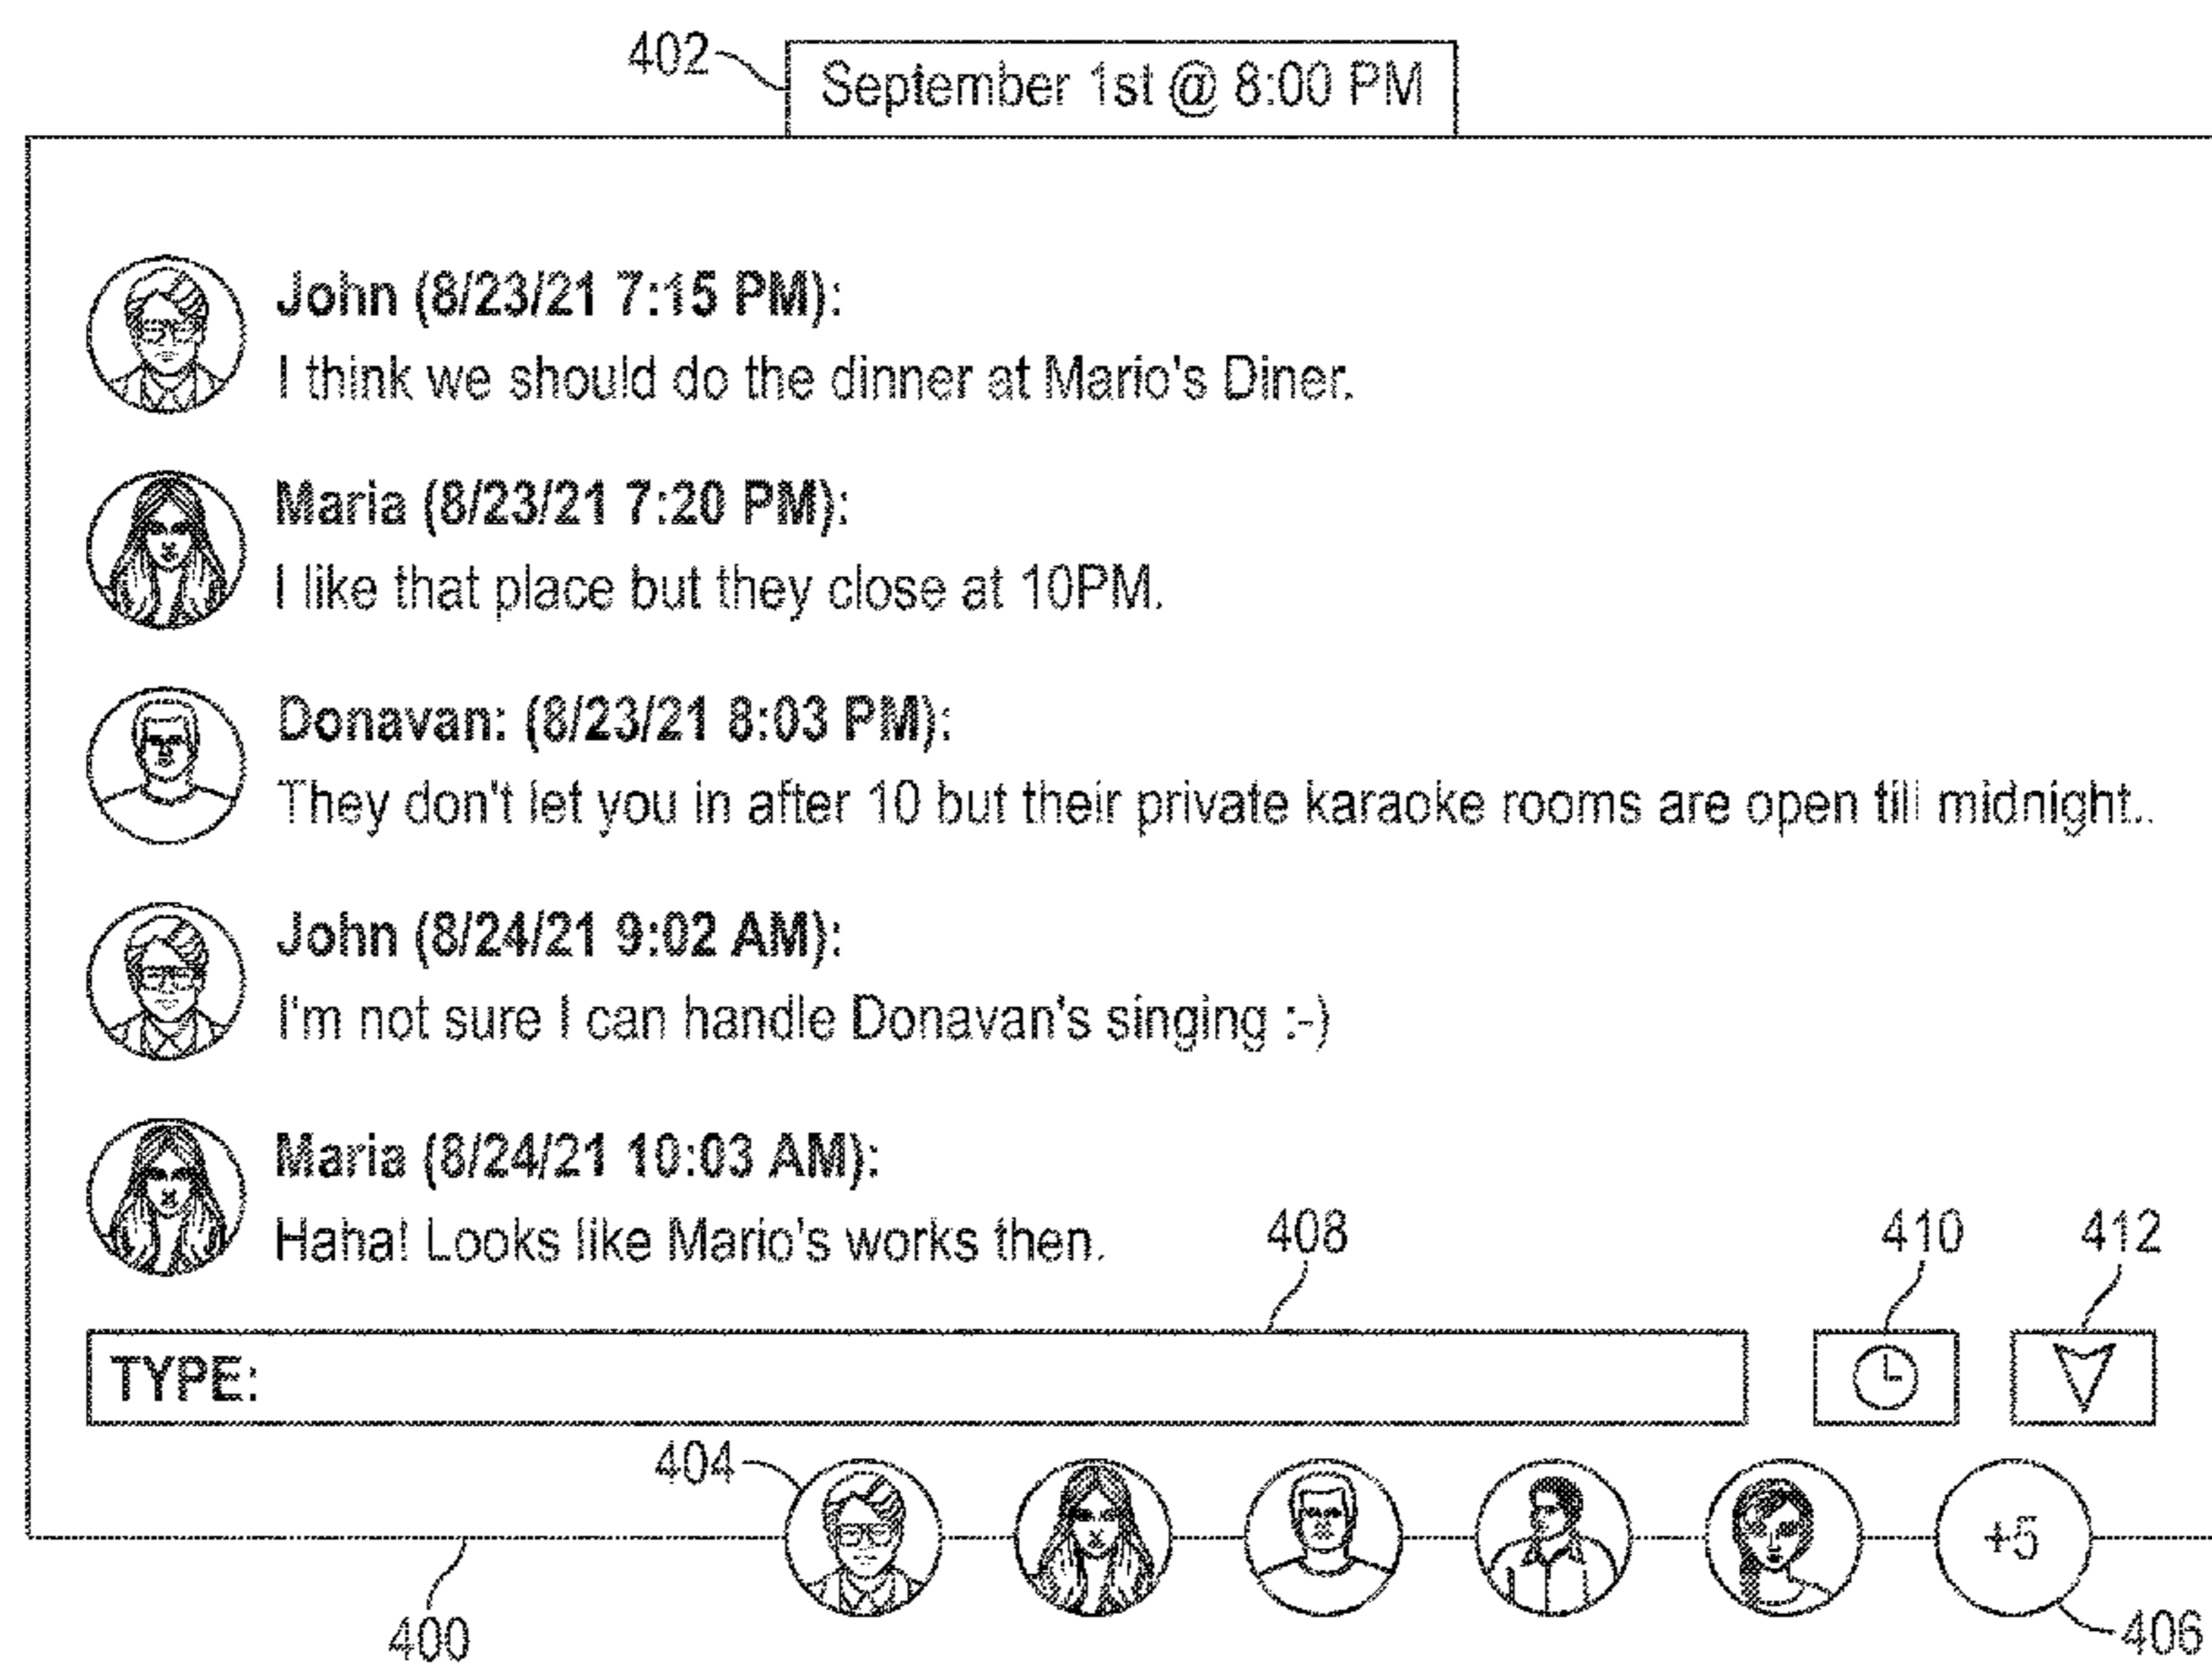 402
September 1st @ 8:00 PM
John (8/23/21 7:15 PM):
I think we should do the dinner at Mario's Diner.
Maria (8/23/21 7:20 PM):
I like that place but they close at 10PM.
Donavan: (8/23/21 8:03 PM):
They don't let you in after 10 but their private karaoke rooms are open till midnight..
John (8/24/21 9:02 AM):
I'm not sure I can handle Donavan's singing :-)
Maria (8/24/21 10:03 AM):
Haha! Looks like Mario's works then.
408
410
412
TYPE:
404
+5
400
406